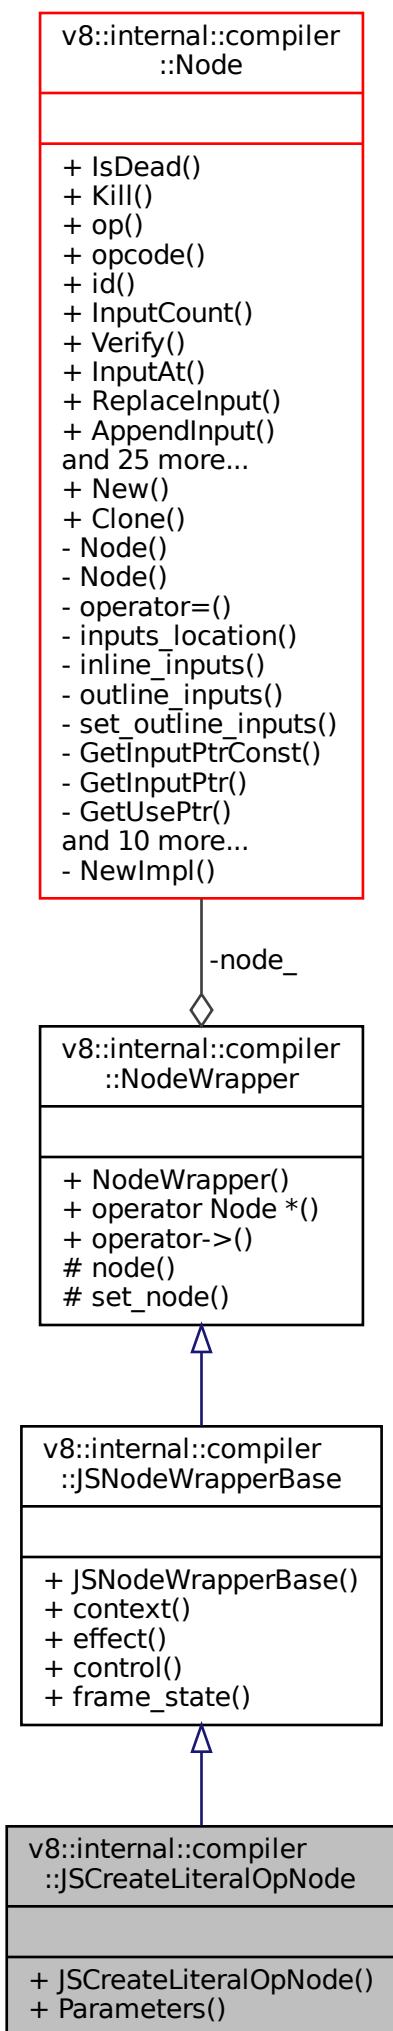 v8::internal::compiler
::Node
+ IsDead()
+ Kill()
+ op()
+ opcode()
+ id()
+ InputCount()
+ Verify()
+ InputAt()
+ ReplaceInput()
+ AppendInput()
and 25 more...
+ New()
+ Clone()
- Node()
- Node()
- operator=()
- inputs_location()
- inline_inputs()
- outline_inputs()
- set_outline_inputs()
- GetInputPtrConst()
- GetInputPtr()
- GetUsePtr()
and 10 more...
- NewImpl()
-node_
v8::internal::compiler
::NodeWrapper
+ NodeWrapper()
+ operator Node *()
+ operator->()
# node()
# set_node()
v8::internal::compiler
::JSNodeWrapperBase
+ JSNodeWrapperBase()
+ context()
+ effect()
+ control()
+ frame_state()
v8::internal::compiler
::JSCreateLiteralOpNode
+ JSCreateLiteralOpNode()
+ Parameters()